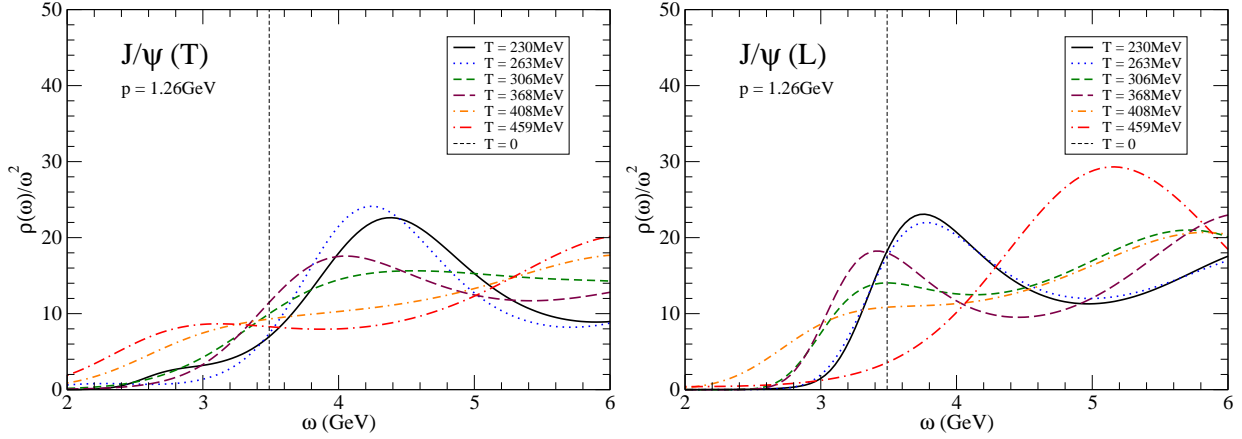 50
40
30
20
10
0
ρ(ω)/ω²
J/ψ (T)
p = 1.26GeV
T = 230MeV
T = 263MeV
T = 306MeV
T = 368MeV
T = 408MeV
T = 459MeV
T = 0
2 3 4 5 6
ω (GeV)
50
40
30
20
10
0
ρ(ω)/ω²
J/ψ (L)
p = 1.26GeV
T = 230MeV
T = 263MeV
T = 306MeV
T = 368MeV
T = 408MeV
T = 459MeV
T = 0
2 3 4 5 6
ω (GeV)